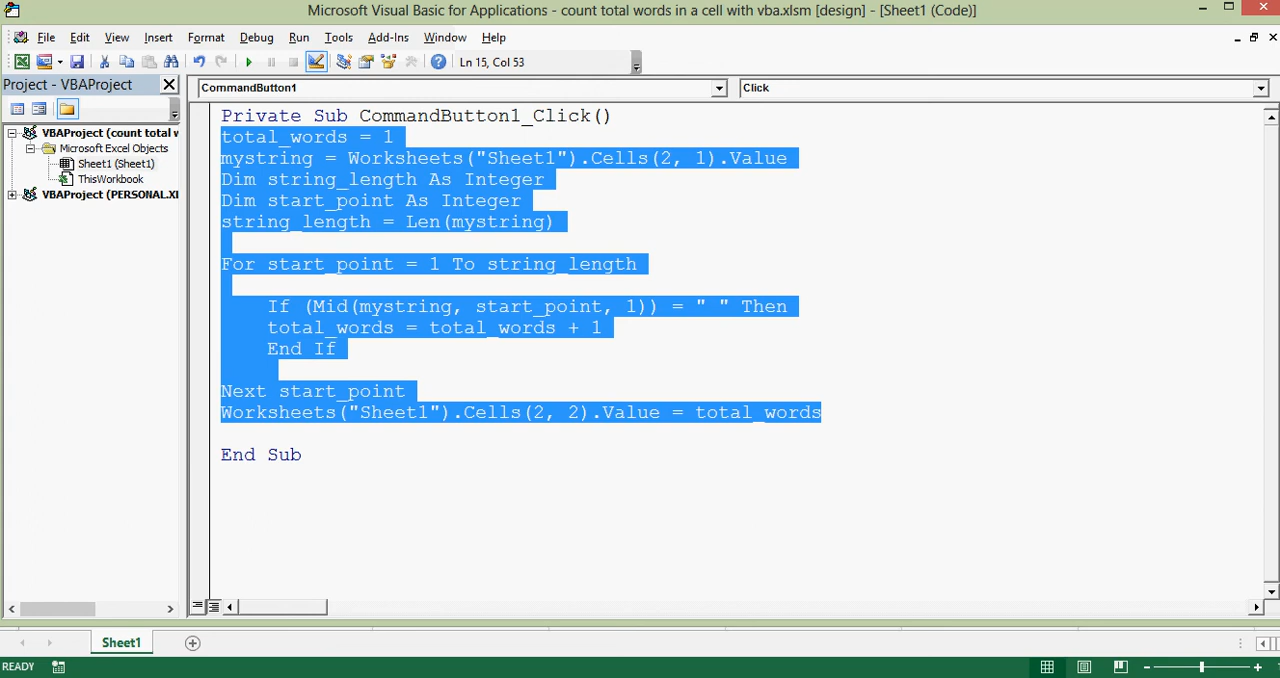 Microsoft Visual Basic for Applications - count total words in a cell with vba.xlsm [design] - [Sheet1 (Code)]
File Edit View Insert Format Debug Run Tools Add-Ins Window Help
Ln 15, Col 53
Project - VBAProject
CommandButton1
Click
VBAProject (count total w
Microsoft Excel Objects
Sheet1 (Sheet1)
ThisWorkbook
VBAProject (PERSONAL.XL
Private Sub CommandButton1_Click()
total_words = 1
mystring = Worksheets("Sheet1").Cells(2, 1).Value
Dim string_length As Integer
Dim start_point As Integer
string_length = Len(mystring)
For start_point = 1 To string_length
If (Mid(mystring, start_point, 1)) = " " Then
total_words = total_words + 1
End If
Next start_point
Worksheets("Sheet1").Cells(2, 2).Value = total_words
End Sub
Sheet1
READY